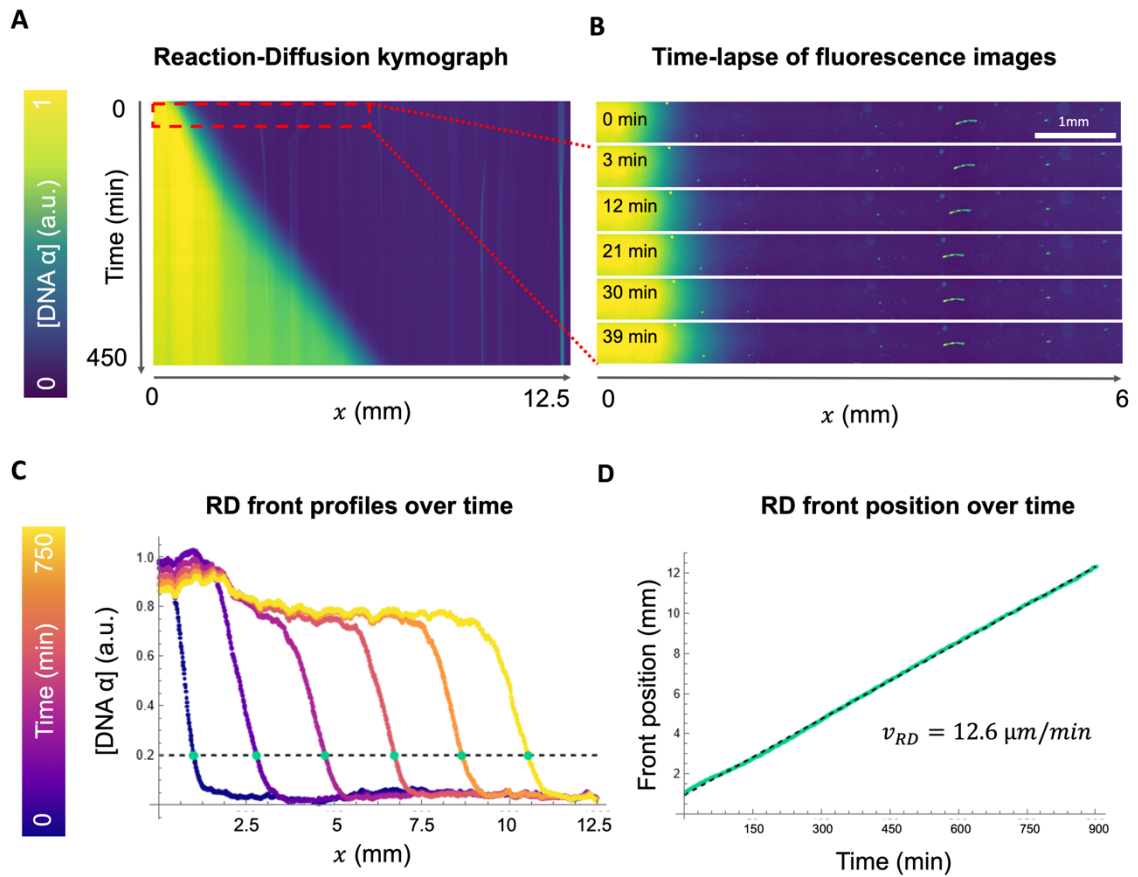 A
Reaction-Diffusion kymograph
1
[DNA α] (a.u.)
0
0
Time (min)
450
0
12.5
x (mm)
B
Time-lapse of fluorescence images
0 min
1mm
3 min
12 min
21 min
30 min
39 min
0
6
x (mm)
C
RD front profiles over time
750
Time (min)
0
[DNA α] (a.u.)
1.0
0.8
0.6
0.4
0.2
2.5
5
7.5
10
12.5
x (mm)
D
RD front position over time
Front position (mm)
12
10
8
6
4
2
v_RD = 12.6 μm/min
150
300
450
600
750
900
Time (min)